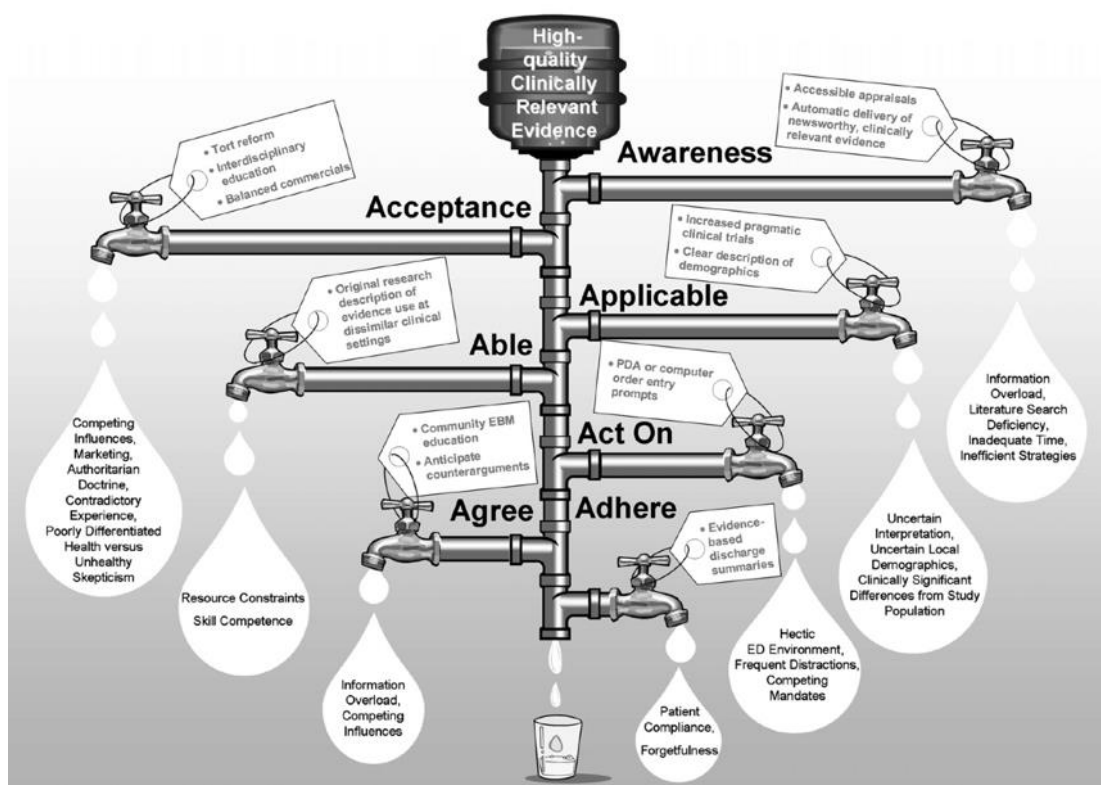 High-
quality
Clinically
Relevant
Evidence
Awareness
• Accessible appraisals
• Automatic delivery of
newsworthy, clinically
relevant evidence
Information
Overload,
Literature Search
Deficiency,
Inadequate Time,
Inefficient Strategies
Acceptance
• Tort reform
• Interdisciplinary
education
• Balanced commercials
Competing
Influences,
Marketing,
Authoritarian
Doctrine,
Contradictory
Experience,
Poorly Differentiated
Health versus
Unhealthy
Skepticism
Applicable
• Increased pragmatic
clinical trials
• Clear description of
demographics
Uncertain
Interpretation,
Uncertain Local
Demographics,
Clinically Significant
Differences from Study
Population
Able
• Original research
description of
evidence use at
dissimilar clinical
settings
Resource Constraints
Skill Competence
Act On
• PDA or computer
order entry
prompts
Hectic
ED Environment,
Frequent Distractions,
Competing
Mandates
Agree
• Community EBM
education
• Anticipate
counterarguments
Information
Overload,
Competing
Influences
Adhere
• Evidence-
based
discharge
summaries
Patient
Compliance,
Forgetfulness